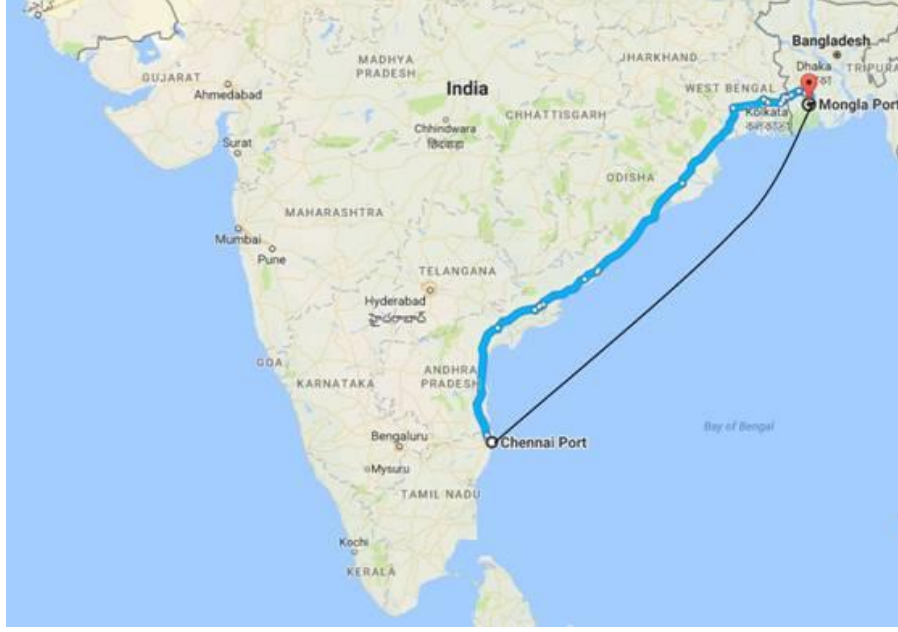 Bangladesh
MADHYA
PRADESH
JHARKHAND
Dhaka
TRIPURA
GUJARAT
India
WEST BENGAL
Ahmedabad
CHHATTISGARH
Mongla Port
Kolkata
Chhindwara
Surat
ODISHA
MAHARASHTRA
Mumbai
Pune
TELANGANA
Hyderabad
హైదరాబాద్
GOA
ANDHRA
PRADESH
KARNATAKA
Bay of Bengal
Bengaluru
Chennai Port
Mysuru
TAMIL NADU
Kochi
KERALA